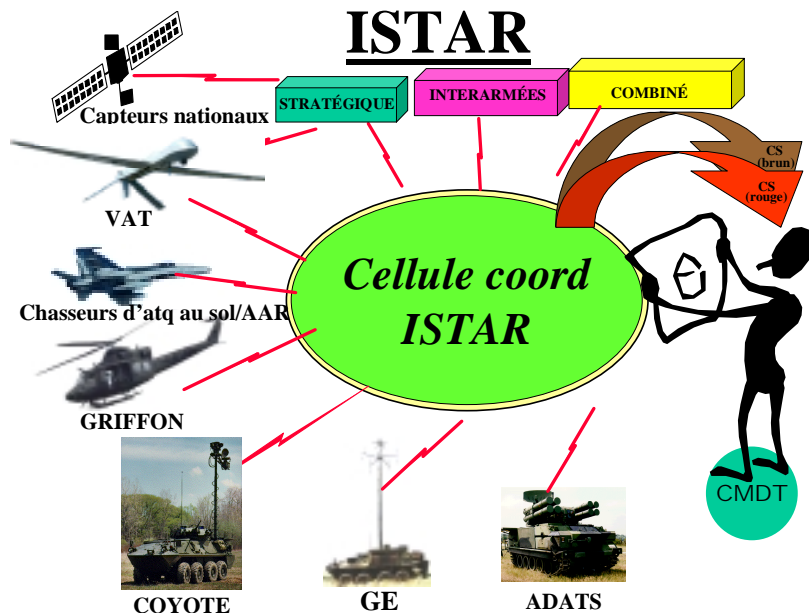 ISTAR
STRATÉGIQUE
INTERARMÉES
COMBINÉ
Capteurs nationaux
CS
(brun)
CS
(rouge)
VAT
Cellule coord
ISTAR
Chasseurs d'atq au sol/AAR
GRIFFON
CMDT
COYOTE
GE
ADATS